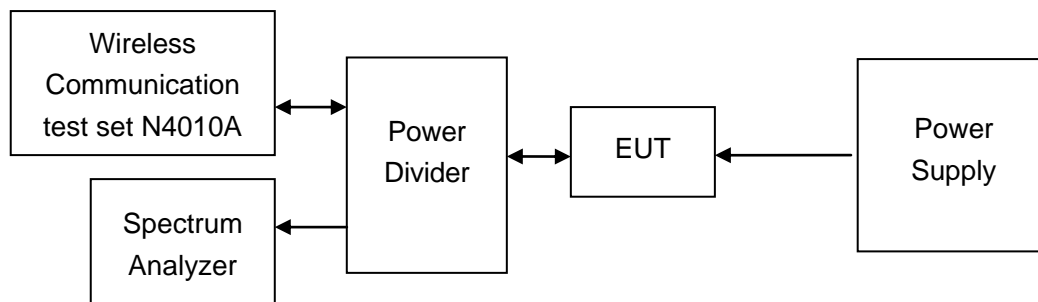 Wireless
Communication
test set N4010A
Power
Divider
EUT
Power
Supply
Spectrum
Analyzer